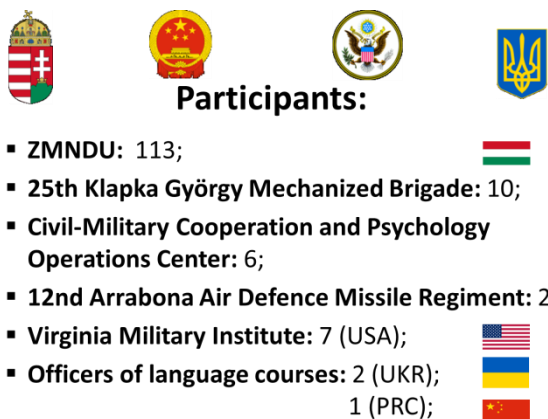 Participants:
▪ ZMNDU: 113;
▪ 25th Klapka György Mechanized Brigade: 10;
▪ Civil-Military Cooperation and Psychology
Operations Center: 6;
▪ 12nd Arrabona Air Defence Missile Regiment: 2
▪ Virginia Military Institute: 7 (USA);
▪ Officers of language courses: 2 (UKR);
1 (PRC);